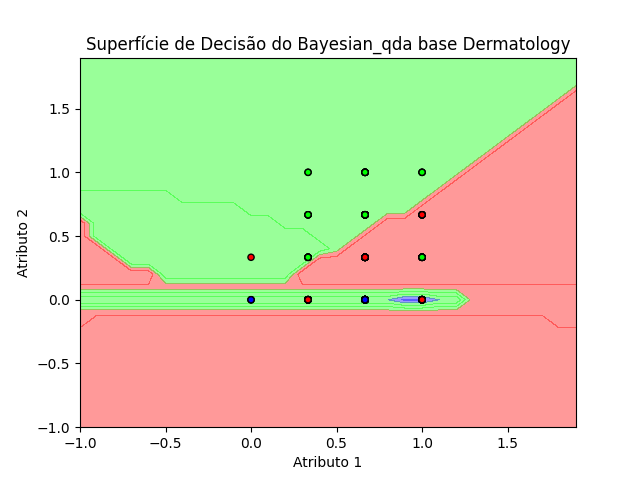 Superfície de Decisão do Bayesian_qda base Dermatology
1.5
1.0
0.5
0.0
−0.5
−1.0
Atributo 2
−1.0 −0.5 0.0 0.5 1.0 1.5
Atributo 1